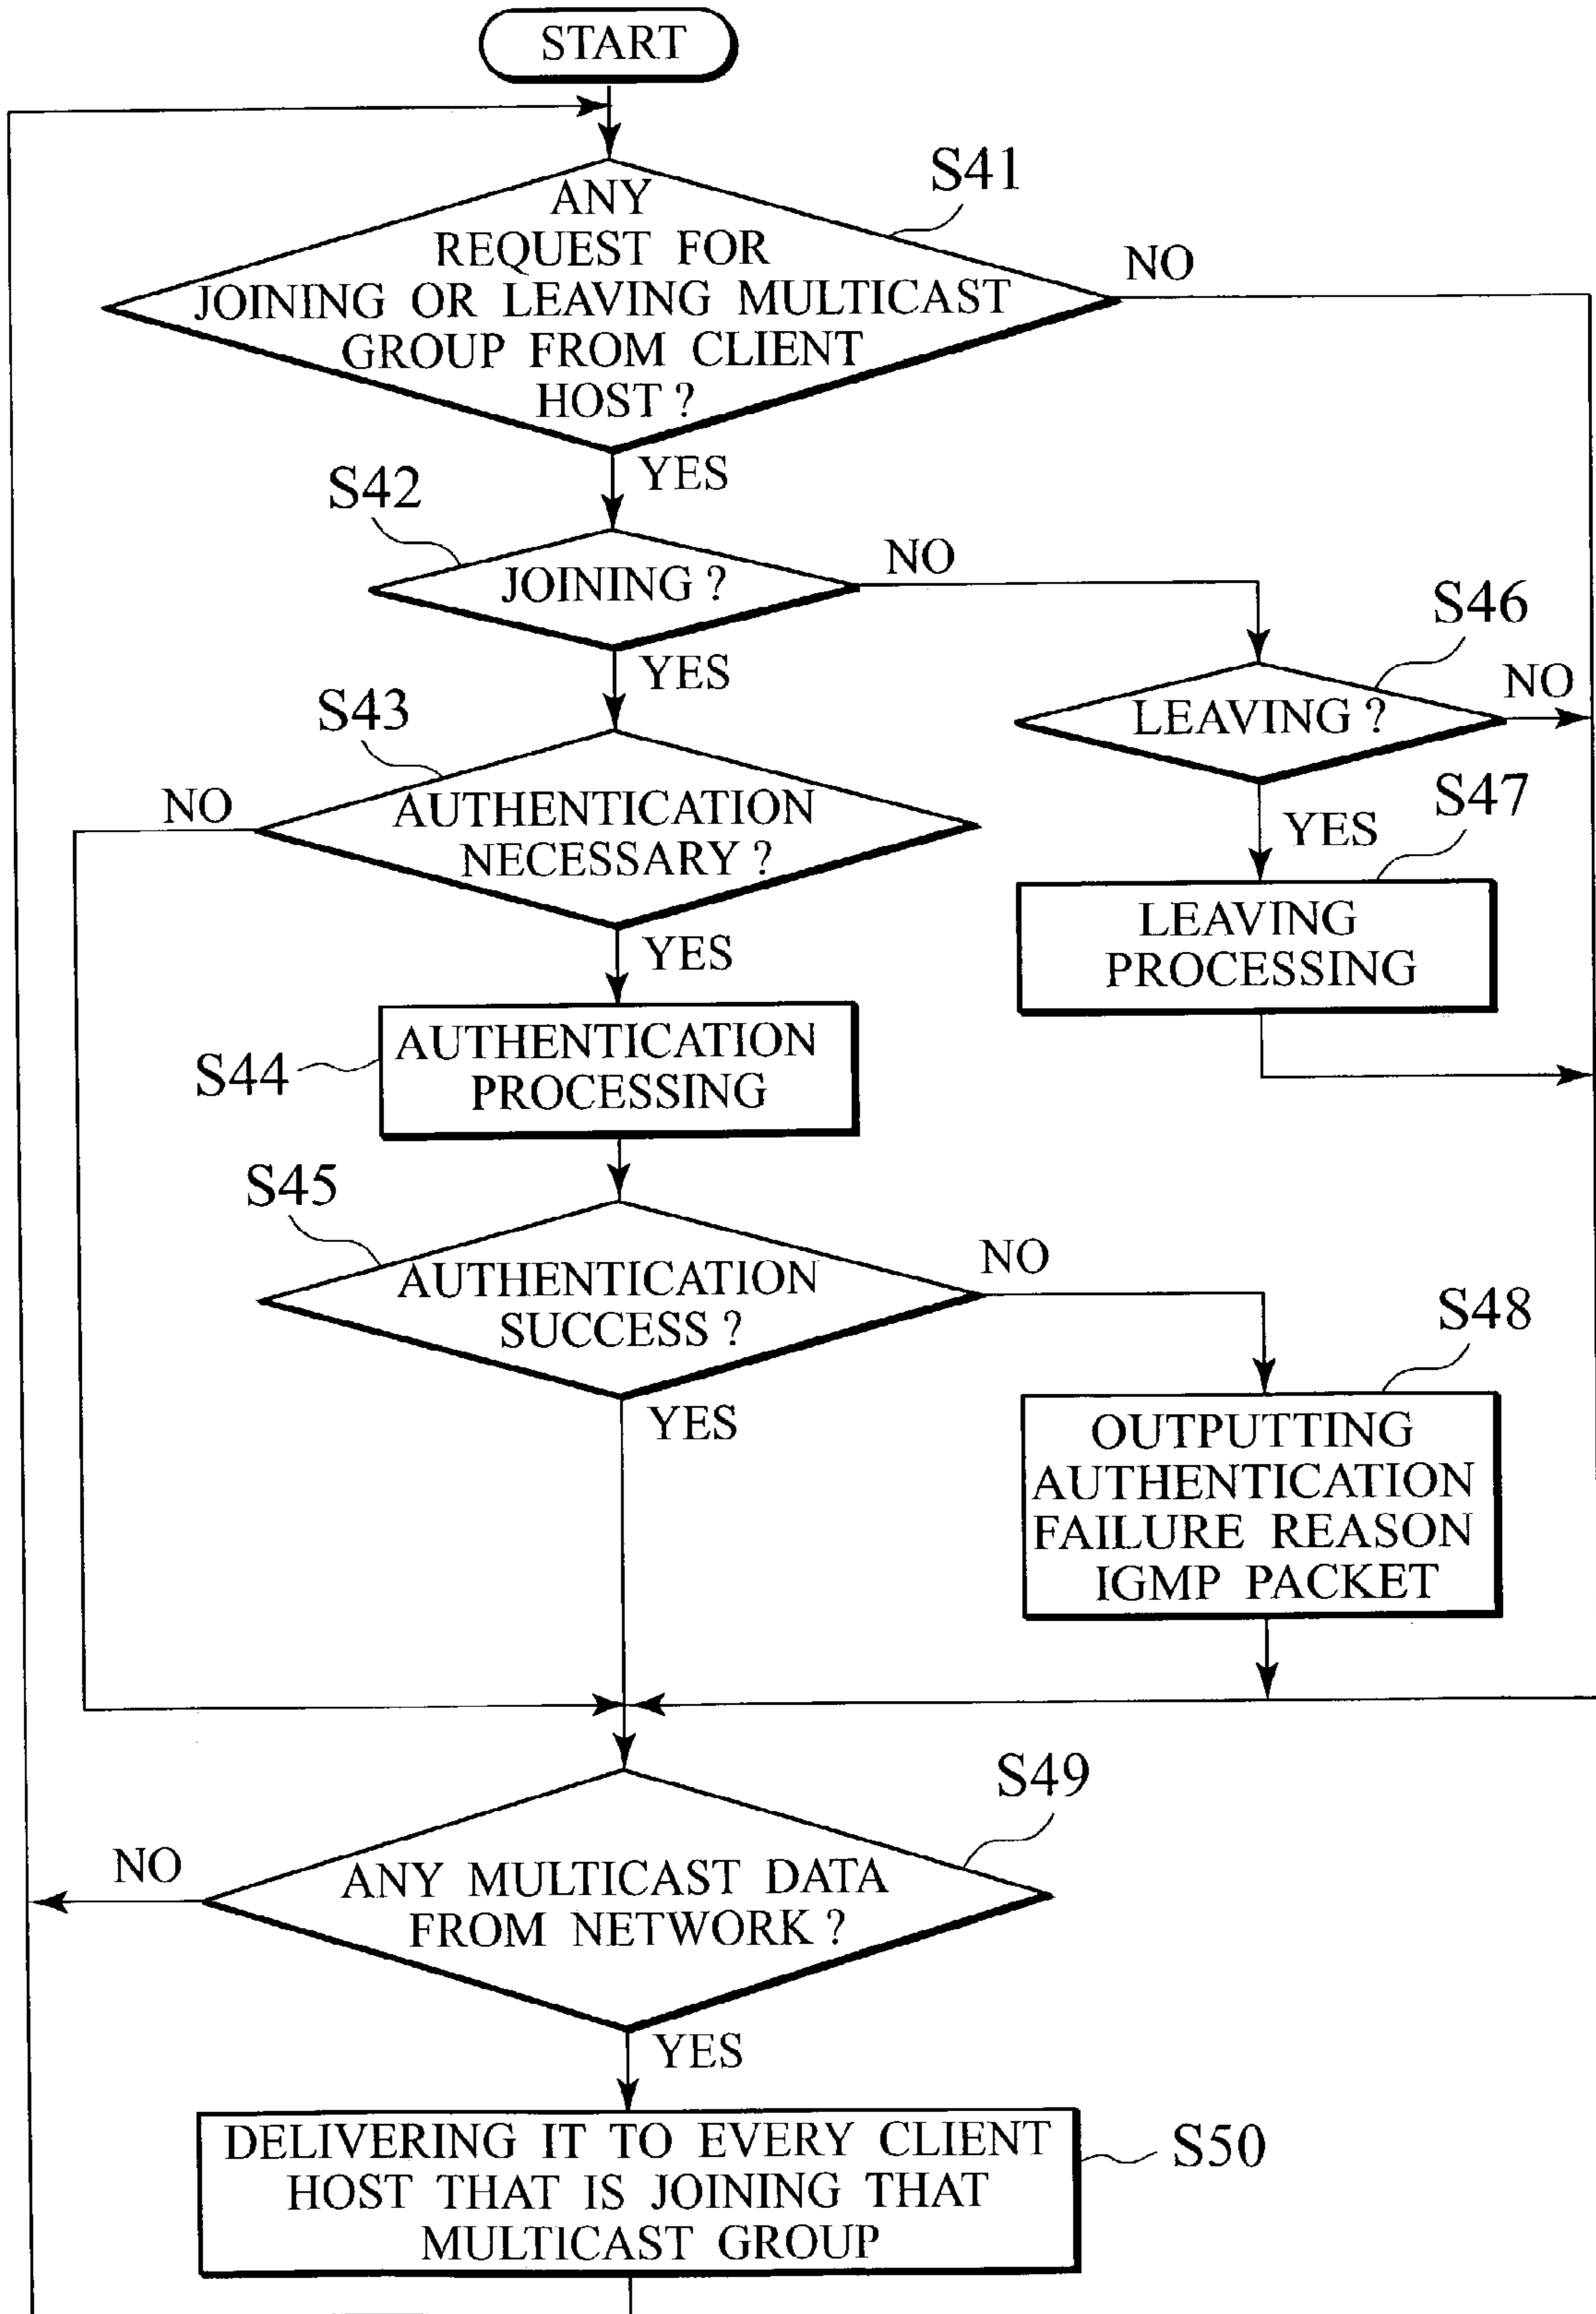 START
S41
ANY
REQUEST FOR
JOINING OR LEAVING MULTICAST
GROUP FROM CLIENT
HOST ?
NO
YES
S42
JOINING ?
NO
YES
S46
LEAVING ?
NO
YES
S43
AUTHENTICATION
NECESSARY ?
NO
YES
S47
LEAVING
PROCESSING
S44
AUTHENTICATION
PROCESSING
S45
AUTHENTICATION
SUCCESS ?
NO
YES
S48
OUTPUTTING
AUTHENTICATION
FAILURE REASON
IGMP PACKET
S49
ANY MULTICAST DATA
FROM NETWORK ?
NO
YES
S50
DELIVERING IT TO EVERY CLIENT
HOST THAT IS JOINING THAT
MULTICAST GROUP